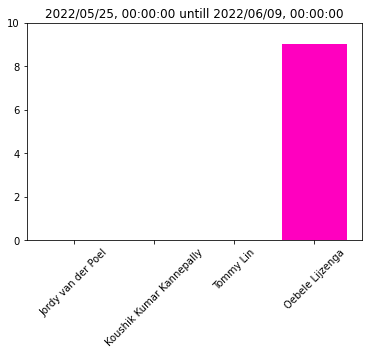 2022/05/25, 00:00:00 untill 2022/06/09, 00:00:00
10
8
6
4
2
0
Jordy van der Poel
Koushik Kumar Kannepally
Tommy Lin
Oebele Lijzenga